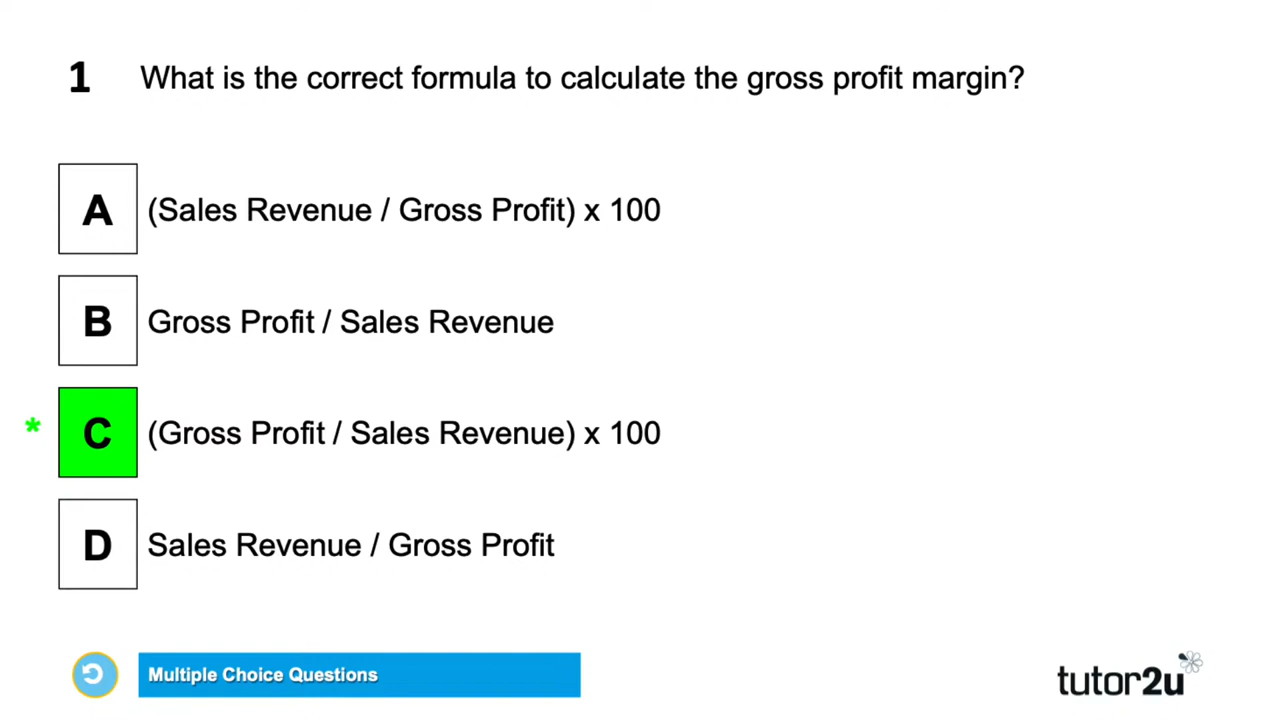 1 What is the correct formula to calculate the gross profit margin?
A (Sales Revenue / Gross Profit) x 100
B Gross Profit / Sales Revenue
* C (Gross Profit / Sales Revenue) x 100
D Sales Revenue / Gross Profit
Multiple Choice Questions
tutor2u